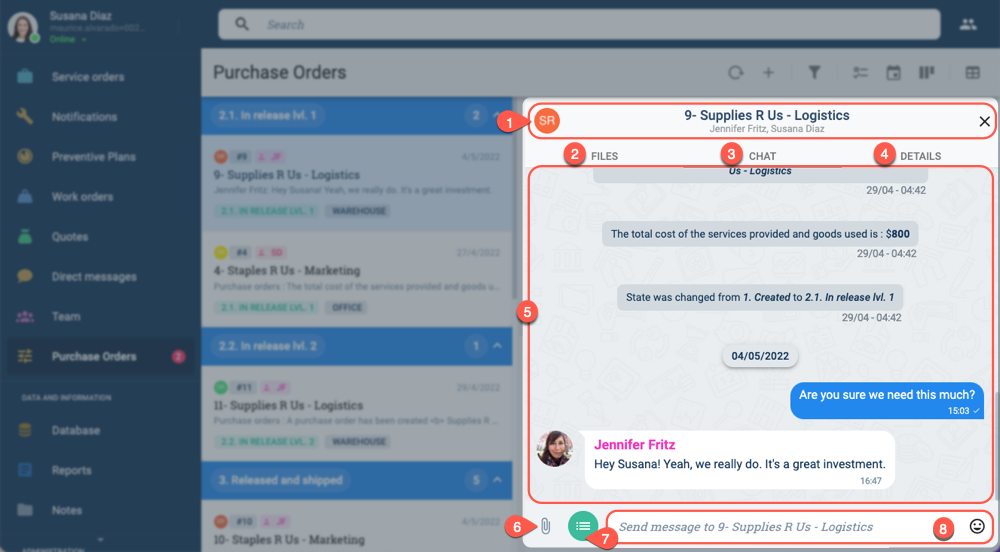 Susana Diaz
Online
Search
Service orders
Notifications
Preventive Plans
Work orders
Quotes
Direct messages
Team
Purchase Orders
2
DATA AND INFORMATION
Database
Reports
Notes
Purchase Orders
2.1. In release lvl. 1
2
#9
JF
4/5/2022
9- Supplies R Us - Logistics
Jennifer Fritz: Hey Susana! Yeah, we really do. It's a great investment.
2.1. IN RELEASE LVL. 1
WAREHOUSE
#4
SD
27/4/2022
4- Staples R Us - Marketing
Purchase orders : The total cost of the services provided and goods u...
2.1. IN RELEASE LVL. 1
OFFICE
2.2. In release lvl. 2
1
#11
JF
29/4/2022
11- Supplies R Us - Logistics
Purchase orders : A purchase order has been created <b> Supplies R ...
2.2. IN RELEASE LVL. 2
WAREHOUSE
3. Released and shipped
5
#10
JF
4/5/2022
10- Staples R Us - Marketing
1
SR
9- Supplies R Us - Logistics
Jennifer Fritz, Susana Diaz
2
FILES
3
CHAT
4
DETAILS
5
Us - Logistics
29/04 - 04:42
The total cost of the services provided and goods used is : $800
29/04 - 04:42
State was changed from 1. Created to 2.1. In release lvl. 1
29/04 - 04:42
04/05/2022
Are you sure we need this much?
15:03
Jennifer Fritz
Hey Susana! Yeah, we really do. It's a great investment.
16:47
6
7
Send message to 9- Supplies R Us - Logistics
8